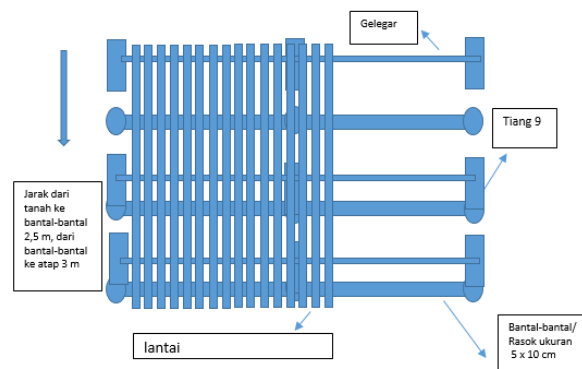 Gelegar
Tiang 9
Jarak dari
tanah ke
bantal-bantal
2,5 m, dari
bantal-bantal
ke atap 3 m
lantai
Bantal-bantal/
Rasok ukuran
5 x 10 cm